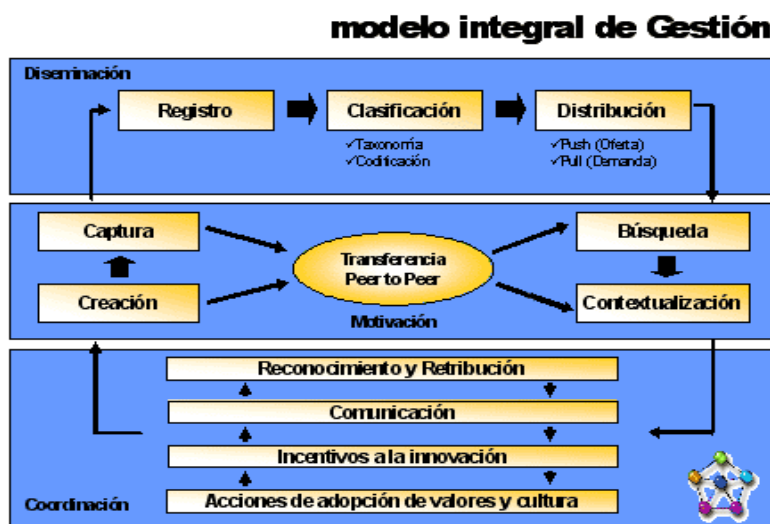 modelo integral de Gestión
Diseminación
Registro
Clasificación
Distribución
✓Taxonomía
✓Codificación
✓Push (Oferta)
✓Pull (Demanda)
Captura
Búsqueda
Transferencia
Peer to Peer
Creación
Contextualización
Motivación
Reconocimiento y Retribución
Comunicación
Incentivos a la innovación
Acciones de adopción de valores y cultura
Coordinación